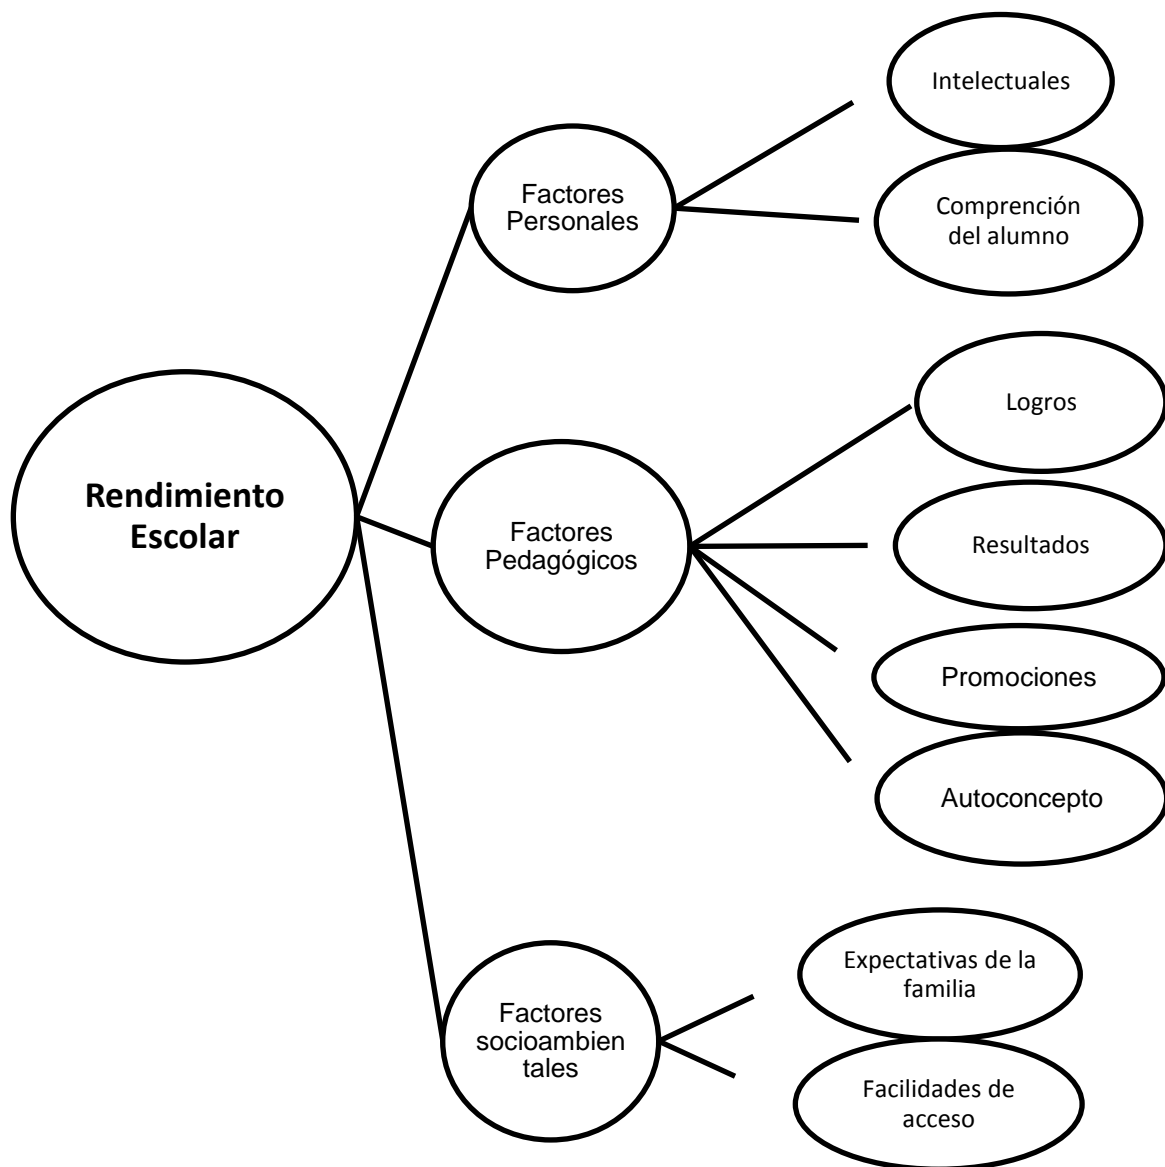 Rendimiento
Escolar
Factores
Personales
Intelectuales
Comprención
del alumno
Factores
Pedagógicos
Logros
Resultados
Promociones
Autoconcepto
Factores
socioambien
tales
Expectativas de la
familia
Facilidades de
acceso